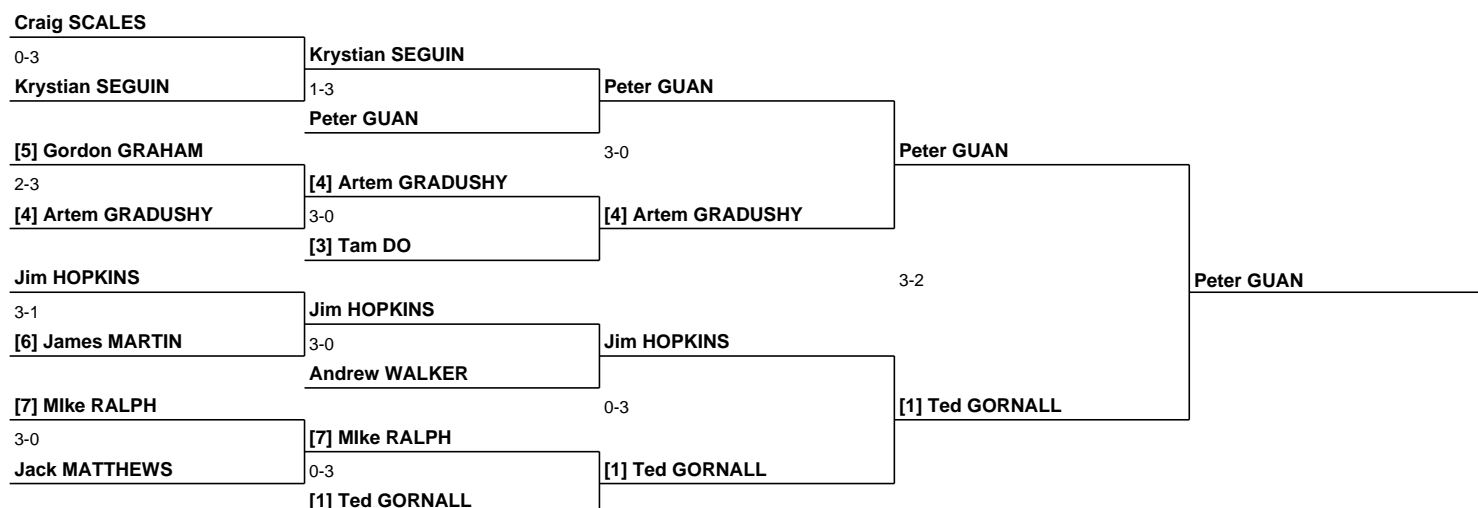 Craig SCALES
0-3
Krystian SEGUIN
Krystian SEGUIN
1-3
Peter GUAN
Peter GUAN
[5] Gordon GRAHAM
2-3
[4] Artem GRADUSHY
[4] Artem GRADUSHY
3-0
[3] Tam DO
3-0
[4] Artem GRADUSHY
Peter GUAN
Jim HOPKINS
3-1
[6] James MARTIN
Jim HOPKINS
3-0
Andrew WALKER
Jim HOPKINS
[7] MIke RALPH
3-0
Jack MATTHEWS
[7] MIke RALPH
0-3
[1] Ted GORNALL
0-3
[1] Ted GORNALL
3-2
[1] Ted GORNALL
Peter GUAN